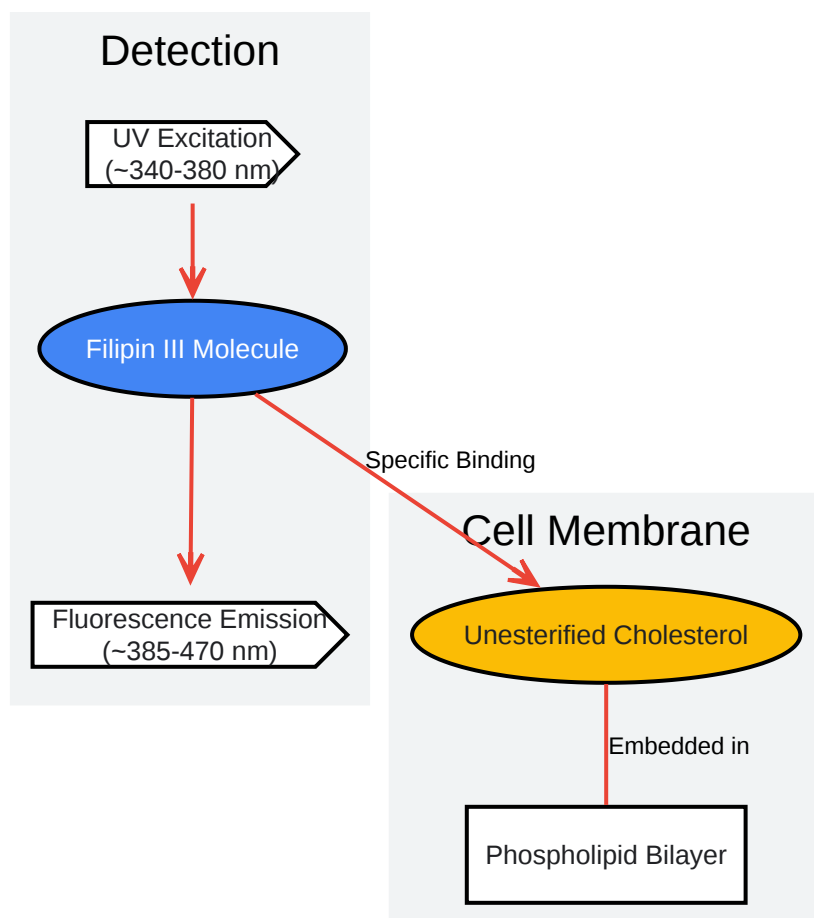 Detection
UV Excitation
(~340-380 nm)
Filipin III Molecule
Specific Binding
Cell Membrane
Fluorescence Emission
(~385-470 nm)
Unesterified Cholesterol
Embedded in
Phospholipid Bilayer